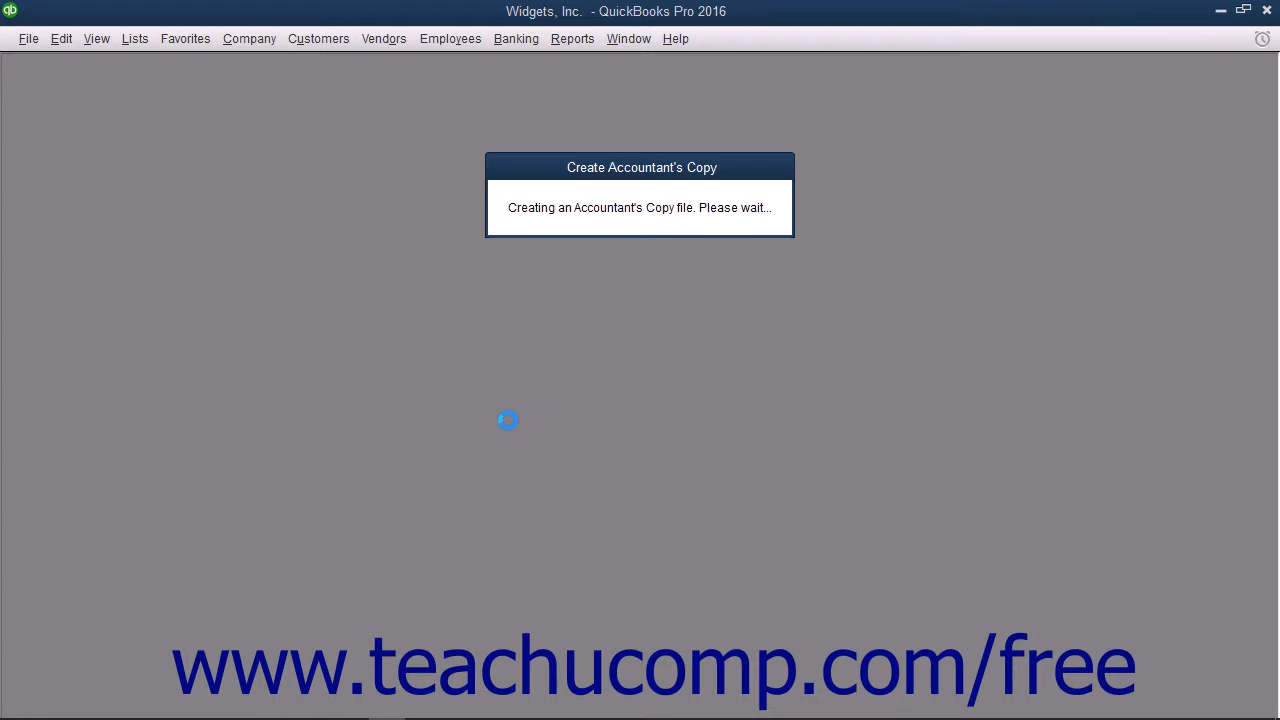 Widgets, Inc. - QuickBooks Pro 2016
File Edit View Lists Favorites Company Customers Vendors Employees Banking Reports Window Help
Create Accountant's Copy
Creating an Accountant's Copy file. Please wait...
www.teachucomp.com/free